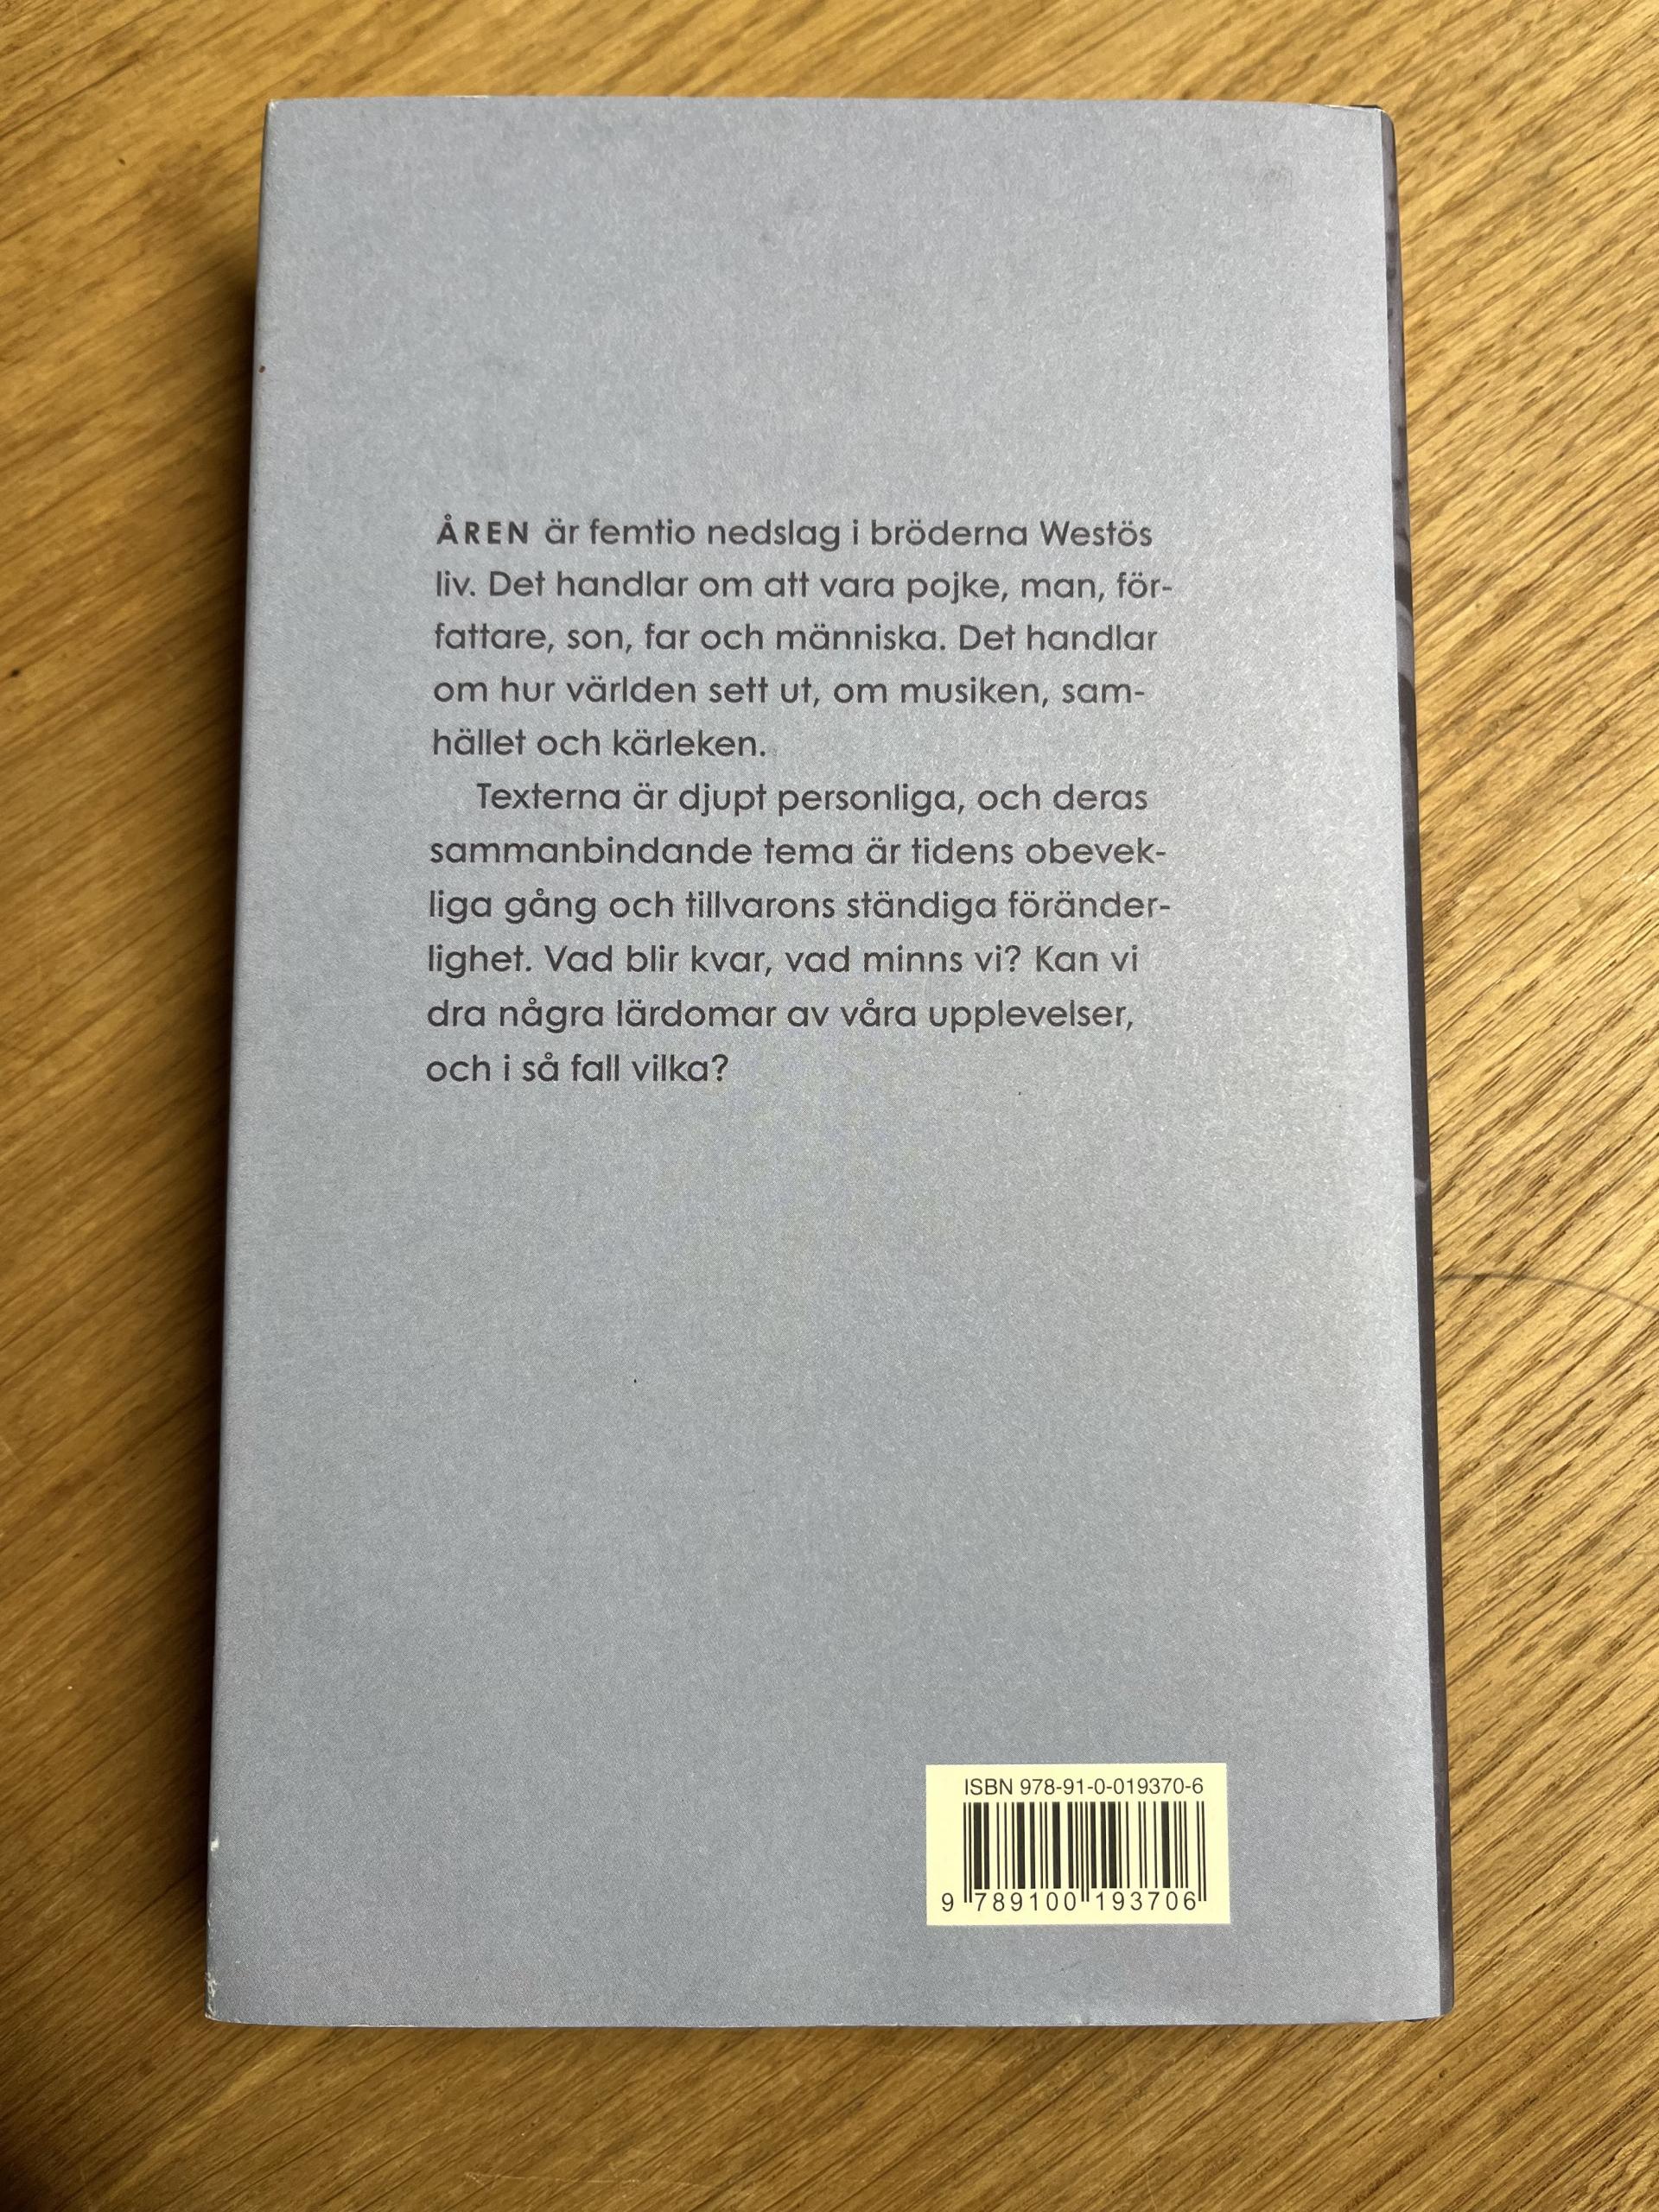 ÅREN är femtio nedslag i bröderna Westös
liv. Det handlar om att vara pojke, man, för-
fattare, son, far och människa. Det handlar
om hur världen sett ut, om musiken, sam-
hället och kärleken.
Texterna är djupt personliga, och deras
sammanbindande tema är tidens obevek-
liga gång och tillvarons ständiga föränder-
lighet. Vad blir kvar, vad minns vi? Kan vi
dra några lärdomar av våra upplevelser,
och i så fall vilka?
ISBN 978-91-0-019370-6
9 789100 193706